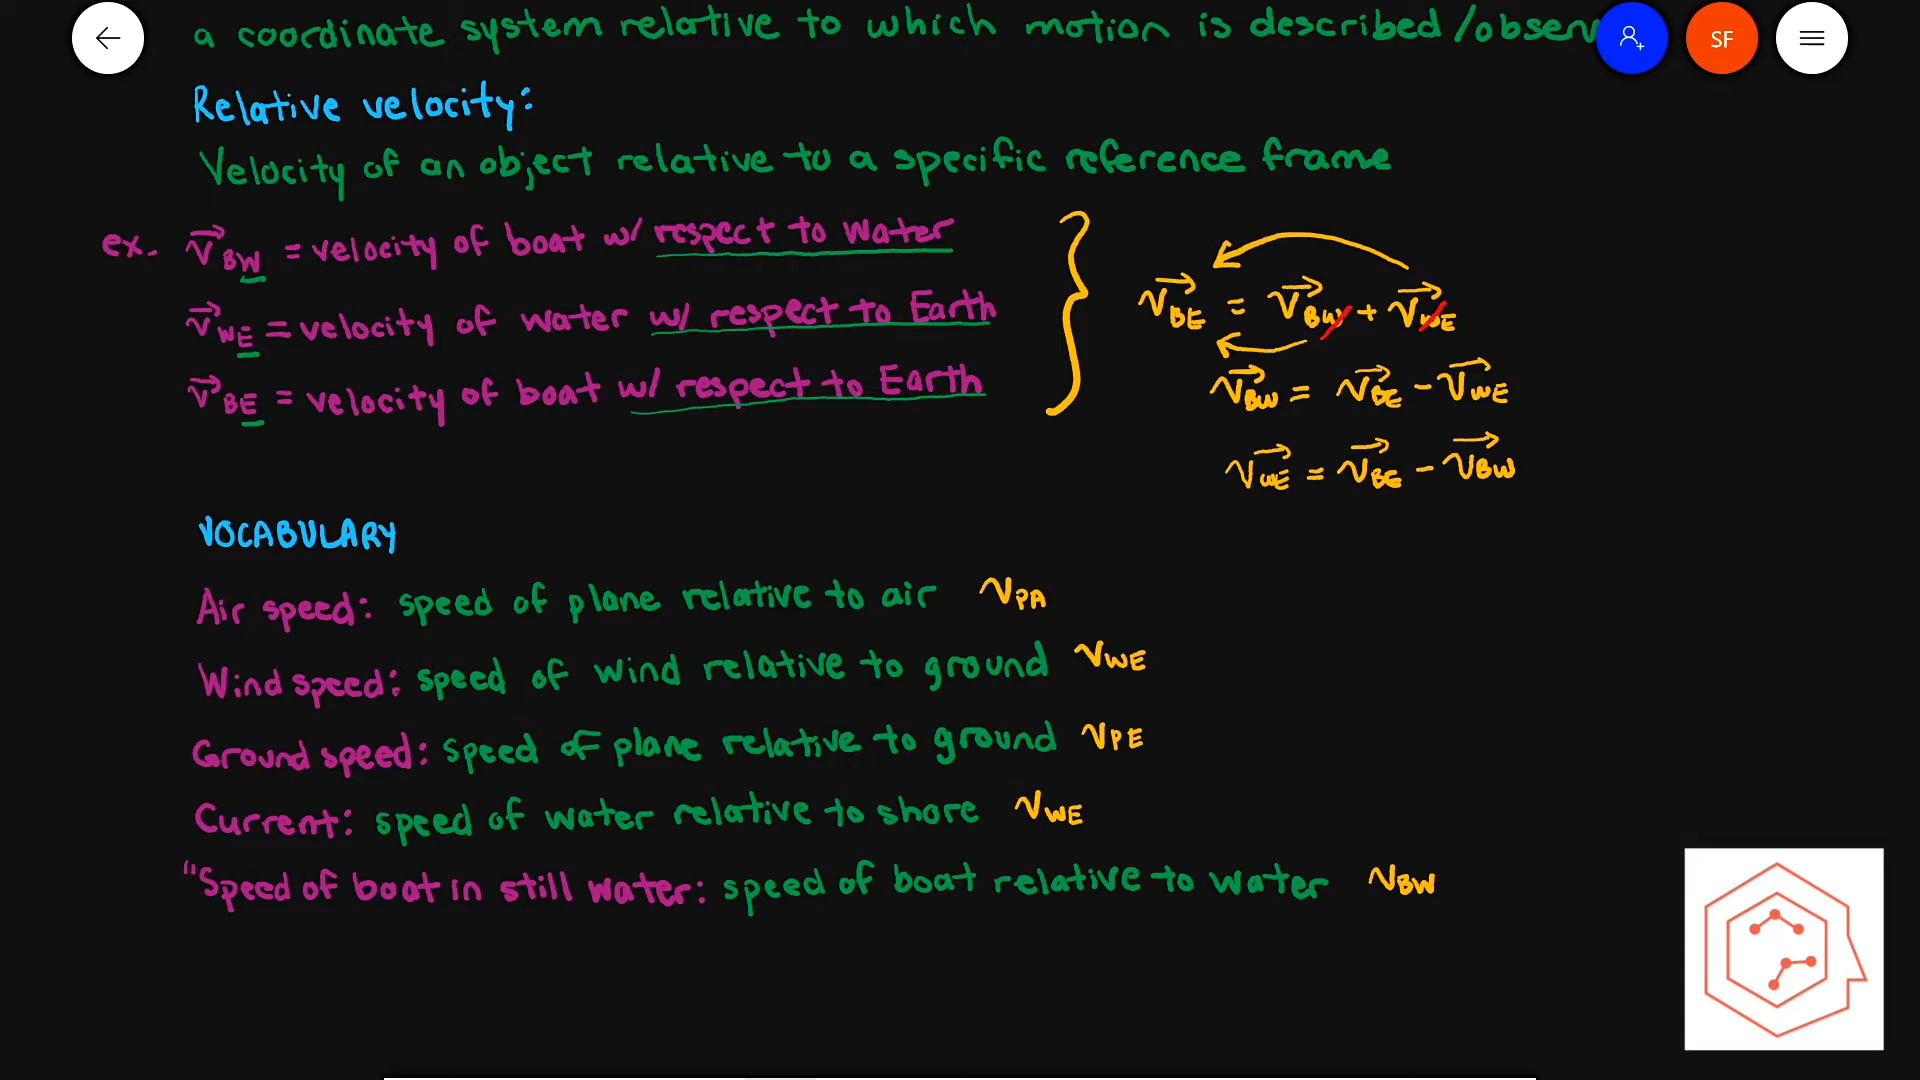 a coordinate system relative to which motion is described/observ
SF
Relative velocity:
Velocity of an object relative to a specific reference frame
ex. V⃗BW = velocity of boat w/ respect to water
V⃗WE = velocity of water w/ respect to Earth
V⃗BE = velocity of boat w/ respect to Earth
V⃗BE = V⃗BW + V⃗WE
V⃗BW = V⃗BE - V⃗WE
V⃗WE = V⃗BE - V⃗BW
VOCABULARY
Air speed: speed of plane relative to air VPA
Wind speed: speed of wind relative to ground VWE
Ground speed: speed of plane relative to ground VPE
Current: speed of water relative to shore VWE
"Speed of boat in still water: speed of boat relative to water VBW